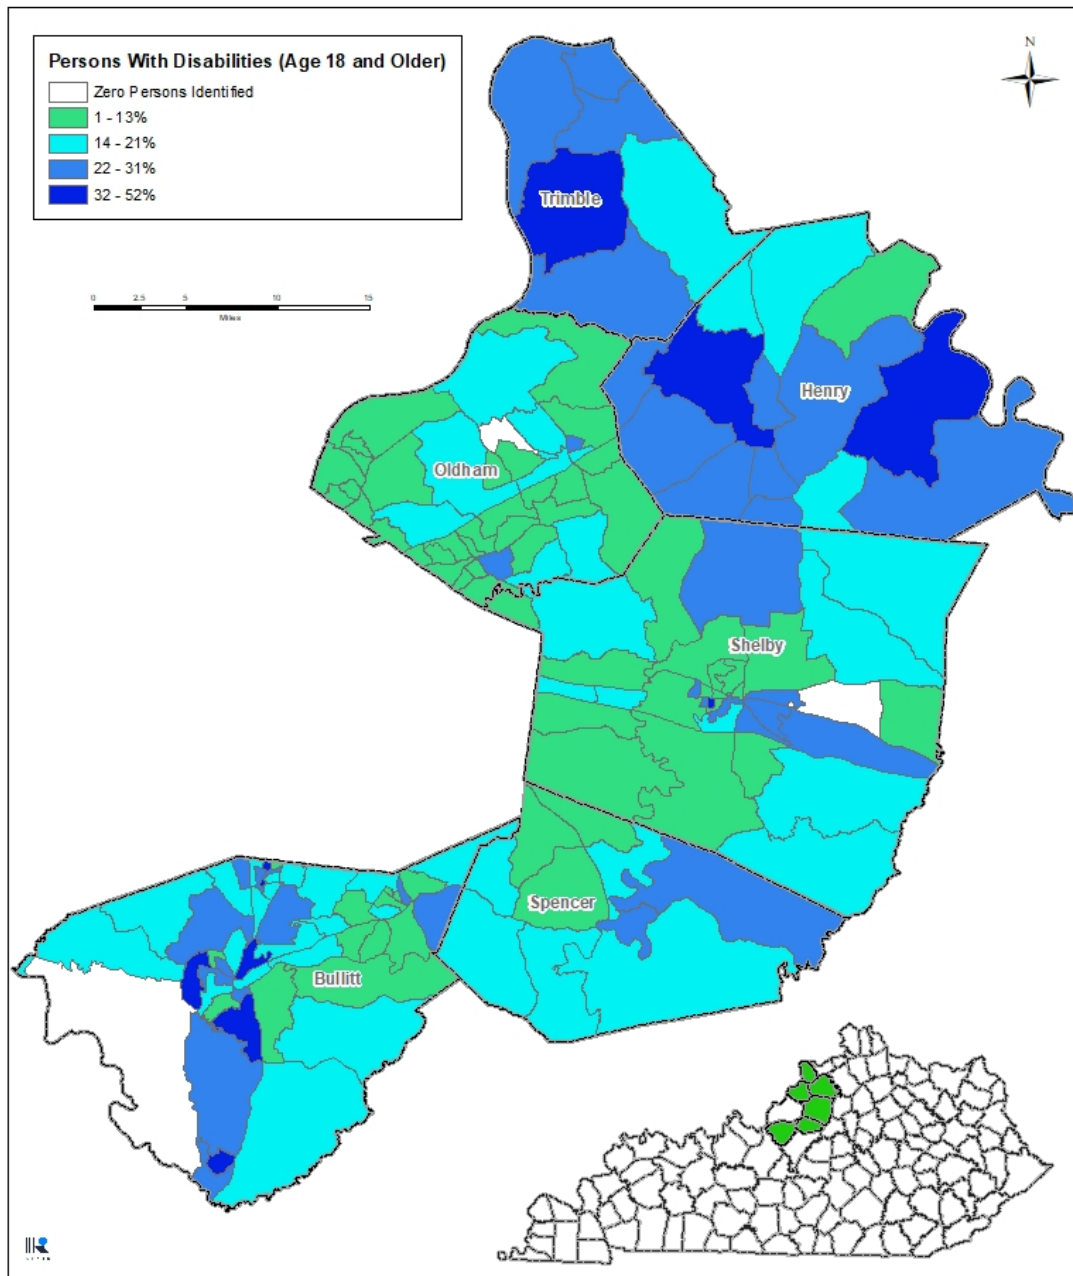 Persons With Disabilities (Age 18 and Older)
Zero Persons Identified
1 - 13%
14 - 21%
22 - 31%
32 - 52%
N
Trimble
0 2.5 5 10 15
Miles
Henry
Oldham
Shelby
Spencer
Bullitt